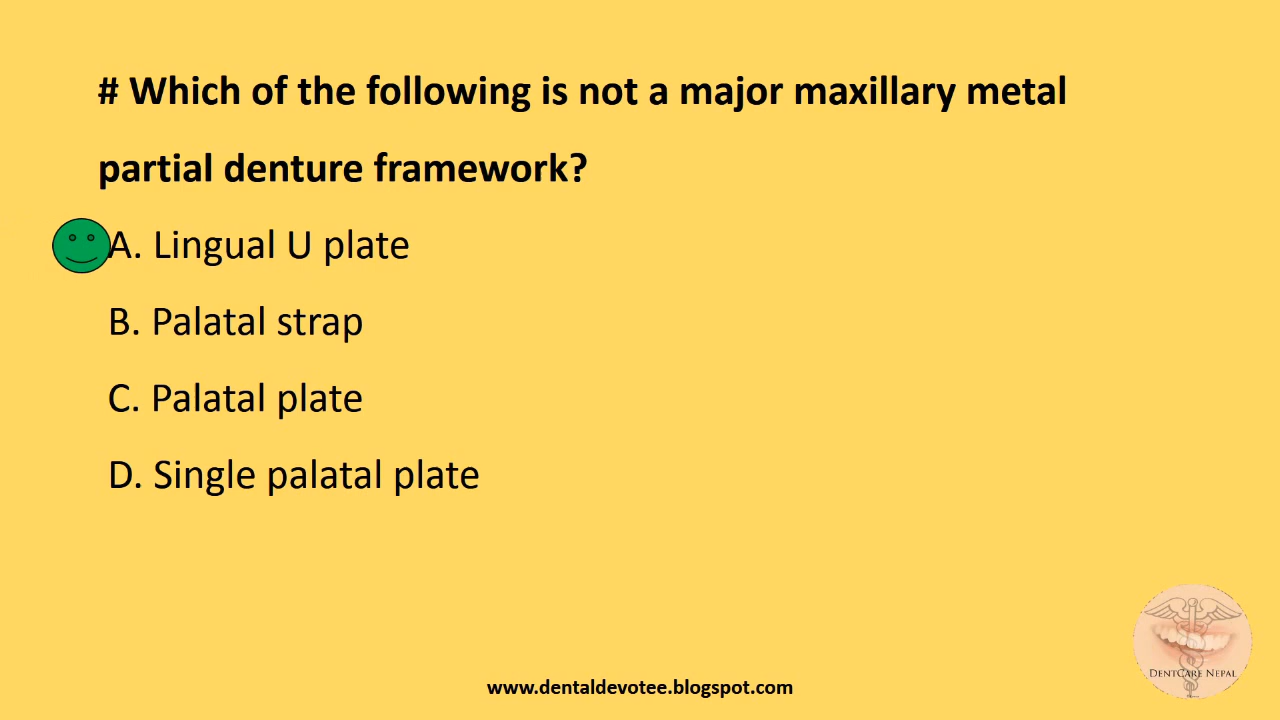 # Which of the following is not a major maxillary metal
partial denture framework?
A. Lingual U plate
B. Palatal strap
C. Palatal plate
D. Single palatal plate
DENTCARE NEPAL
www.dentaldevotee.blogspot.com